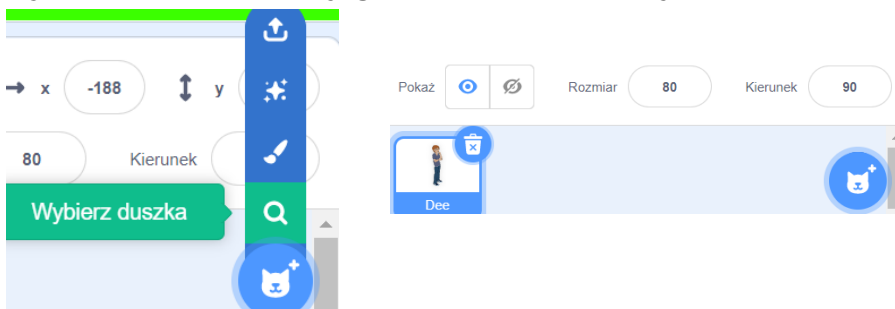 x -188 y
80 Kierunek
Wybierz duszka
Pokaż Rozmiar 80 Kierunek 90
Dee